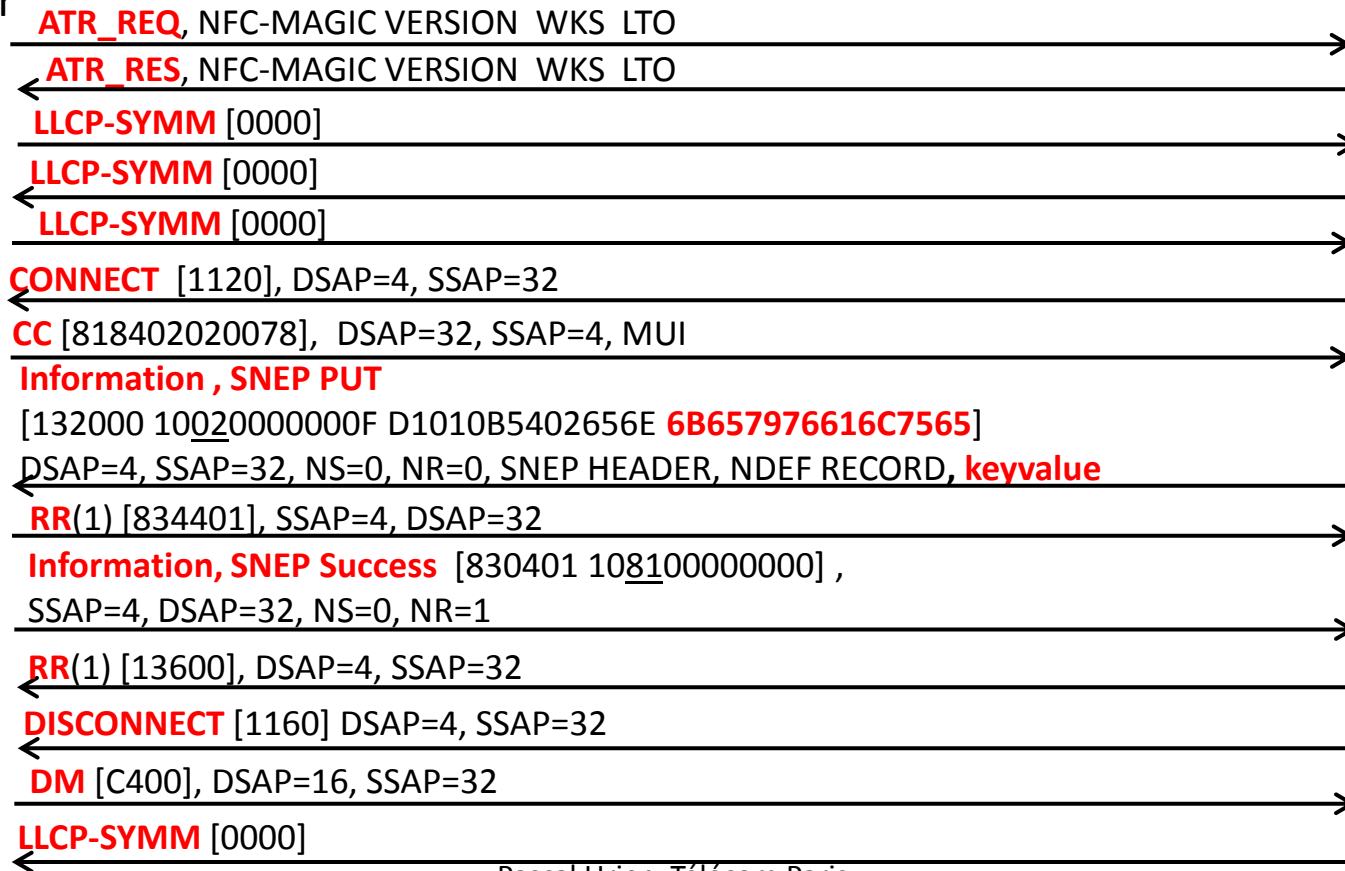 ATR_REQ, NFC-MAGIC VERSION WKS LTO
ATR_RES, NFC-MAGIC VERSION WKS LTO
LLCP-SYMM [0000]
LLCP-SYMM [0000]
LLCP-SYMM [0000]
CONNECT [1120], DSAP=4, SSAP=32
CC [818402020078], DSAP=32, SSAP=4, MUI
Information , SNEP PUT
[132000 10020000000F D1010B5402656E 6B657976616C7565]
DSAP=4, SSAP=32, NS=0, NR=0, SNEP HEADER, NDEF RECORD, keyvalue
RR(1) [834401], SSAP=4, DSAP=32
Information, SNEP Success [830401 108100000000] ,
SSAP=4, DSAP=32, NS=0, NR=1
RR(1) [13600], DSAP=4, SSAP=32
DISCONNECT [1160] DSAP=4, SSAP=32
DM [C400], DSAP=16, SSAP=32
LLCP-SYMM [0000]